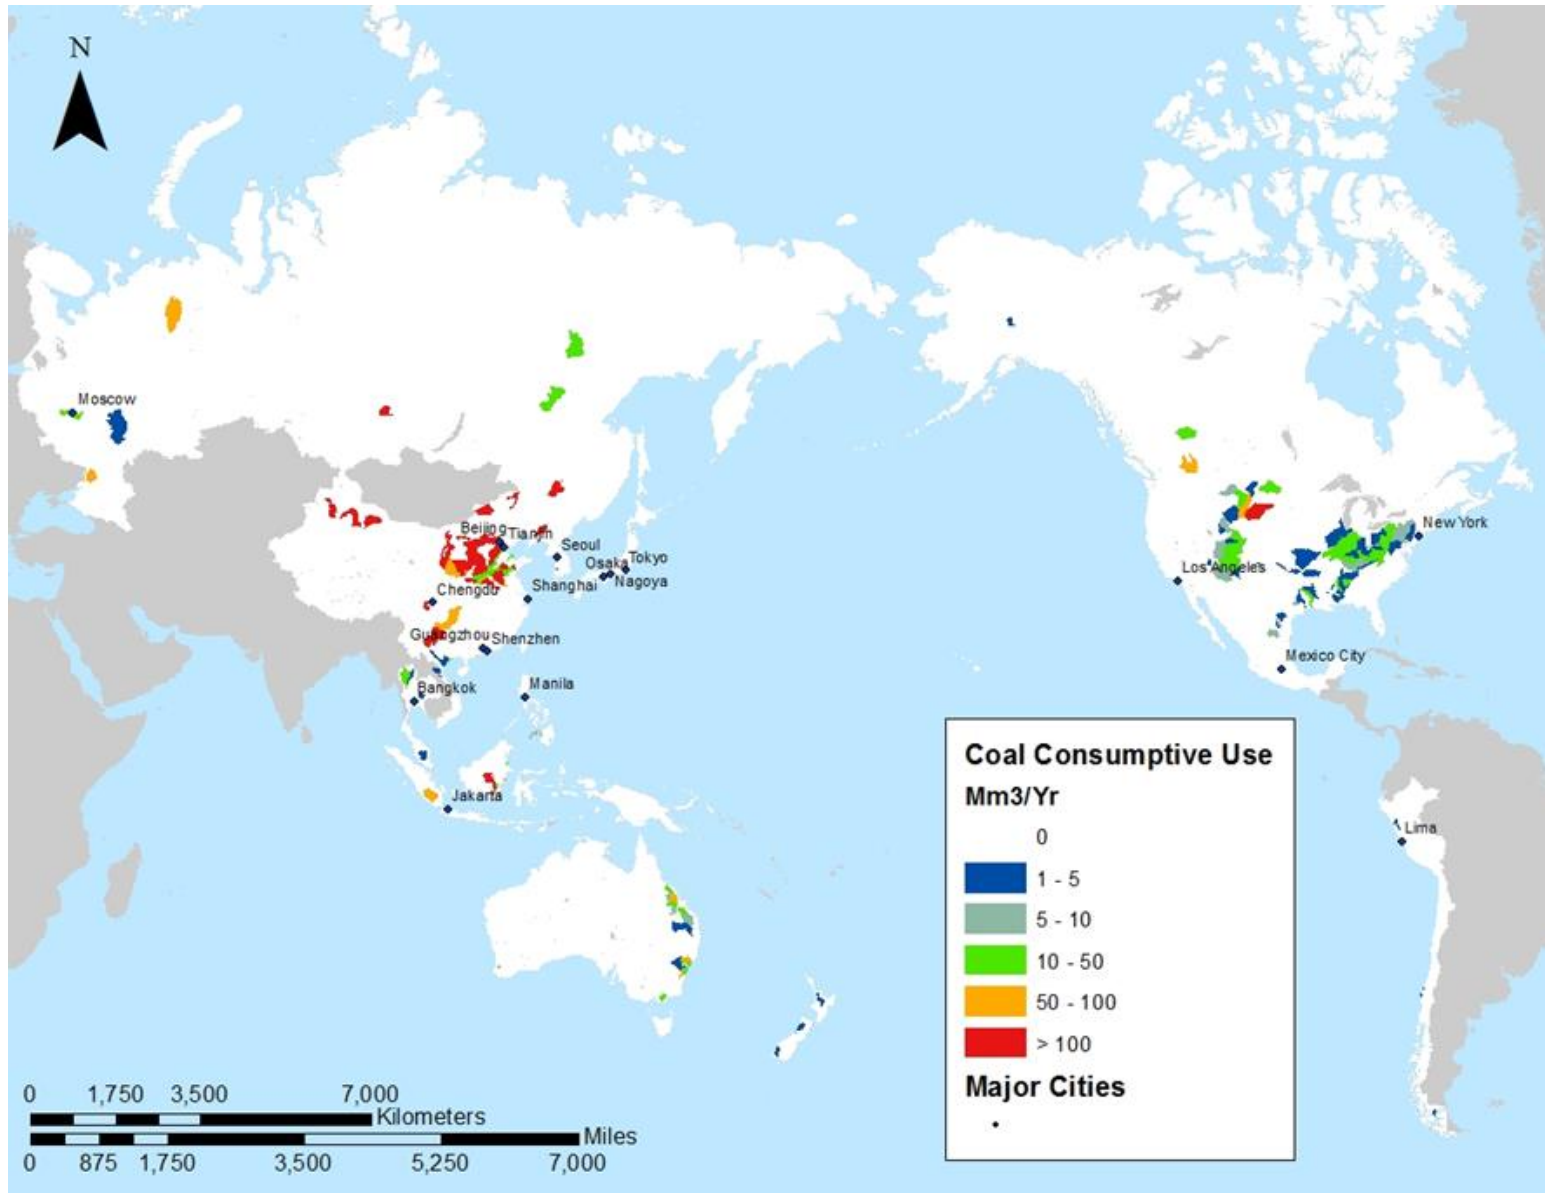 N
Moscow
Beijing
Tianjin
Seoul
Tokyo
Osaka
Nagoya
Shanghai
Chengdu
Guangzhou
Shenzhen
Bangkok
Manila
Jakarta
New York
Los Angeles
Mexico City
Lima
Coal Consumptive Use
Mm3/Yr
0
1 - 5
5 - 10
10 - 50
50 - 100
> 100
Major Cities
0 1,750 3,500 7,000
Kilometers
Miles
0 875 1,750 3,500 5,250 7,000